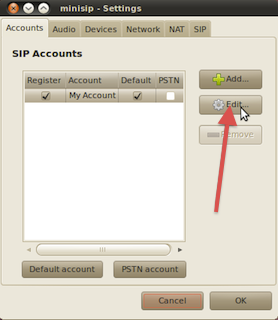 minisip - Settings
Accounts Audio Devices Network NAT SIP
SIP Accounts
Register Account Default PSTN
My Account
Add...
Edit...
Remove
Default account PSTN account
Cancel OK